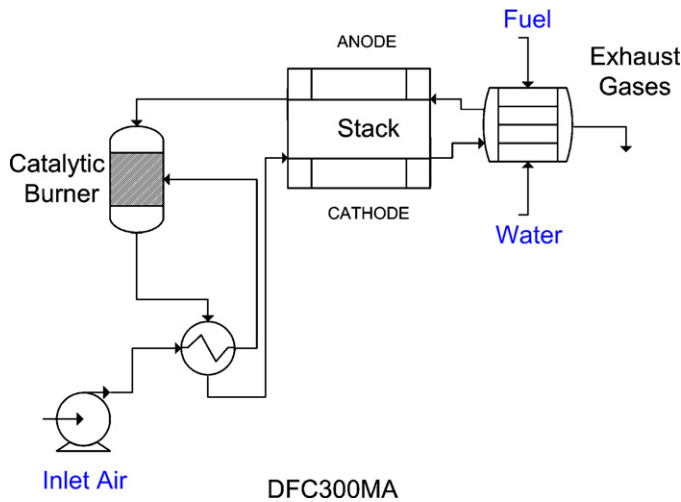 Fuel
ANODE
Exhaust
Gases
Stack
Catalytic
Burner
CATHODE
Water
Inlet Air
DFC300MA